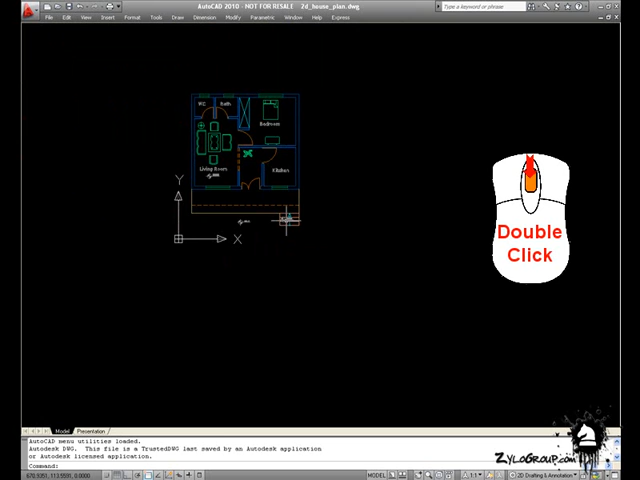 AutoCAD 2010 - NOT FOR RESALE 2d_house_plan.dwg
Type a keyword or phrase
File Edit View Insert Format Tools Draw Dimension Modify Parametric Window Help Express
WC Bath
Bedroom
Living Room
Kitchen
Y
X
Double
Click
Model Presentation
AutoCAD menu utilities loaded.
Autodesk DWG. This file is a TrustedDWG last saved by an Autodesk application
or Autodesk licensed application.
Command:
MODEL
1:1
2D Drafting & Annotation
ZyloGroup.com